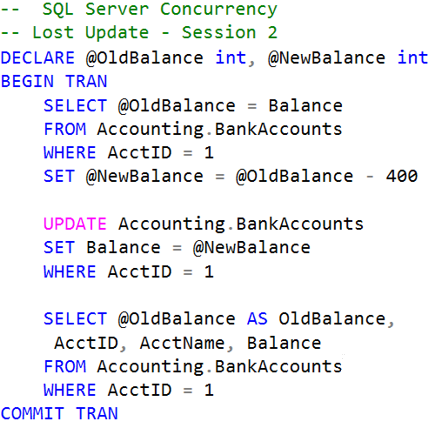 --  SQL Server Concurrency
-- Lost Update - Session 2
DECLARE @OldBalance int, @NewBalance int
BEGIN TRAN
    SELECT @OldBalance = Balance
    FROM Accounting.BankAccounts
    WHERE AcctID = 1
    SET @NewBalance = @OldBalance - 400

    UPDATE Accounting.BankAccounts
    SET Balance = @NewBalance
    WHERE AcctID = 1

    SELECT @OldBalance AS OldBalance,
     AcctID, AcctName, Balance
    FROM Accounting.BankAccounts
    WHERE AcctID = 1
COMMIT TRAN